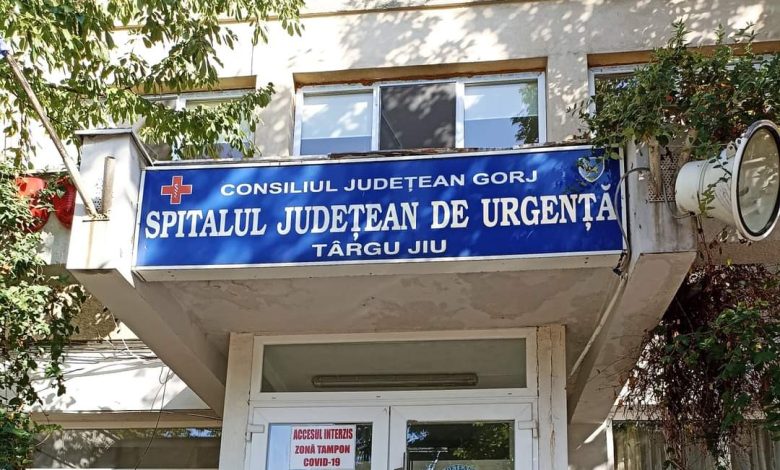 CONSILIUL JUDEȚEAN GORJ
SPITALUL JUDEȚEAN DE URGENȚĂ
TÂRGU JIU
ACCESUL INTERZIS
ZONĂ TAMPON
COVID-19